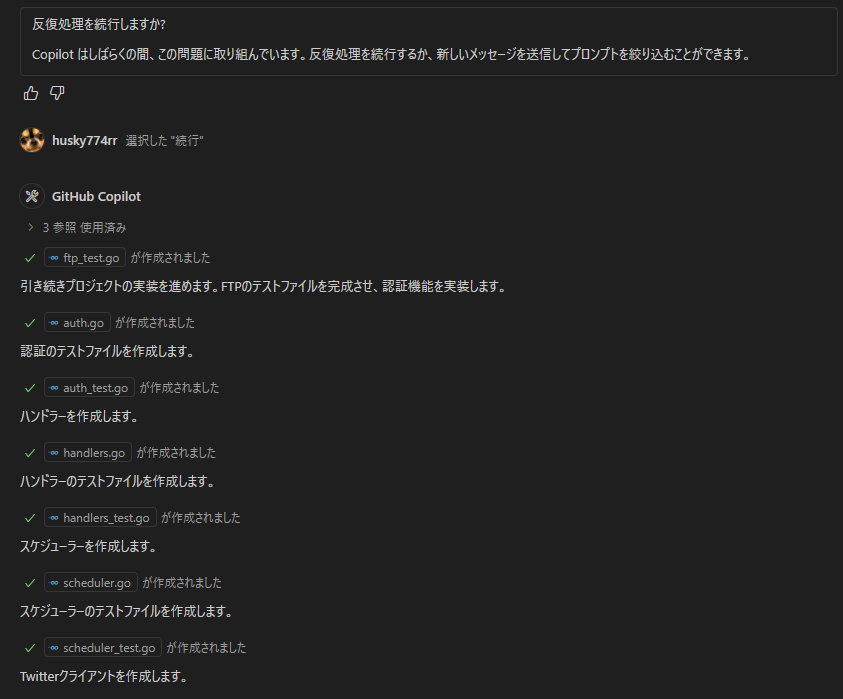 反復処理を続行しますか?
Copilot はしばらくの間、この問題に取り組んでいます。反復処理を続行するか、新しいメッセージを送信してプロンプトを絞り込むことができます。
husky774rr 選択した "続行"
GitHub Copilot
3 参照 使用済み
ftp_test.go が作成されました
引き続きプロジェクトの実装を進めます。FTPのテストファイルを完成させ、認証機能を実装します。
auth.go が作成されました
認証のテストファイルを作成します。
auth_test.go が作成されました
ハンドラーを作成します。
handlers.go が作成されました
ハンドラーのテストファイルを作成します。
handlers_test.go が作成されました
スケジューラーを作成します。
scheduler.go が作成されました
スケジューラーのテストファイルを作成します。
scheduler_test.go が作成されました
Twitterクライアントを作成します。